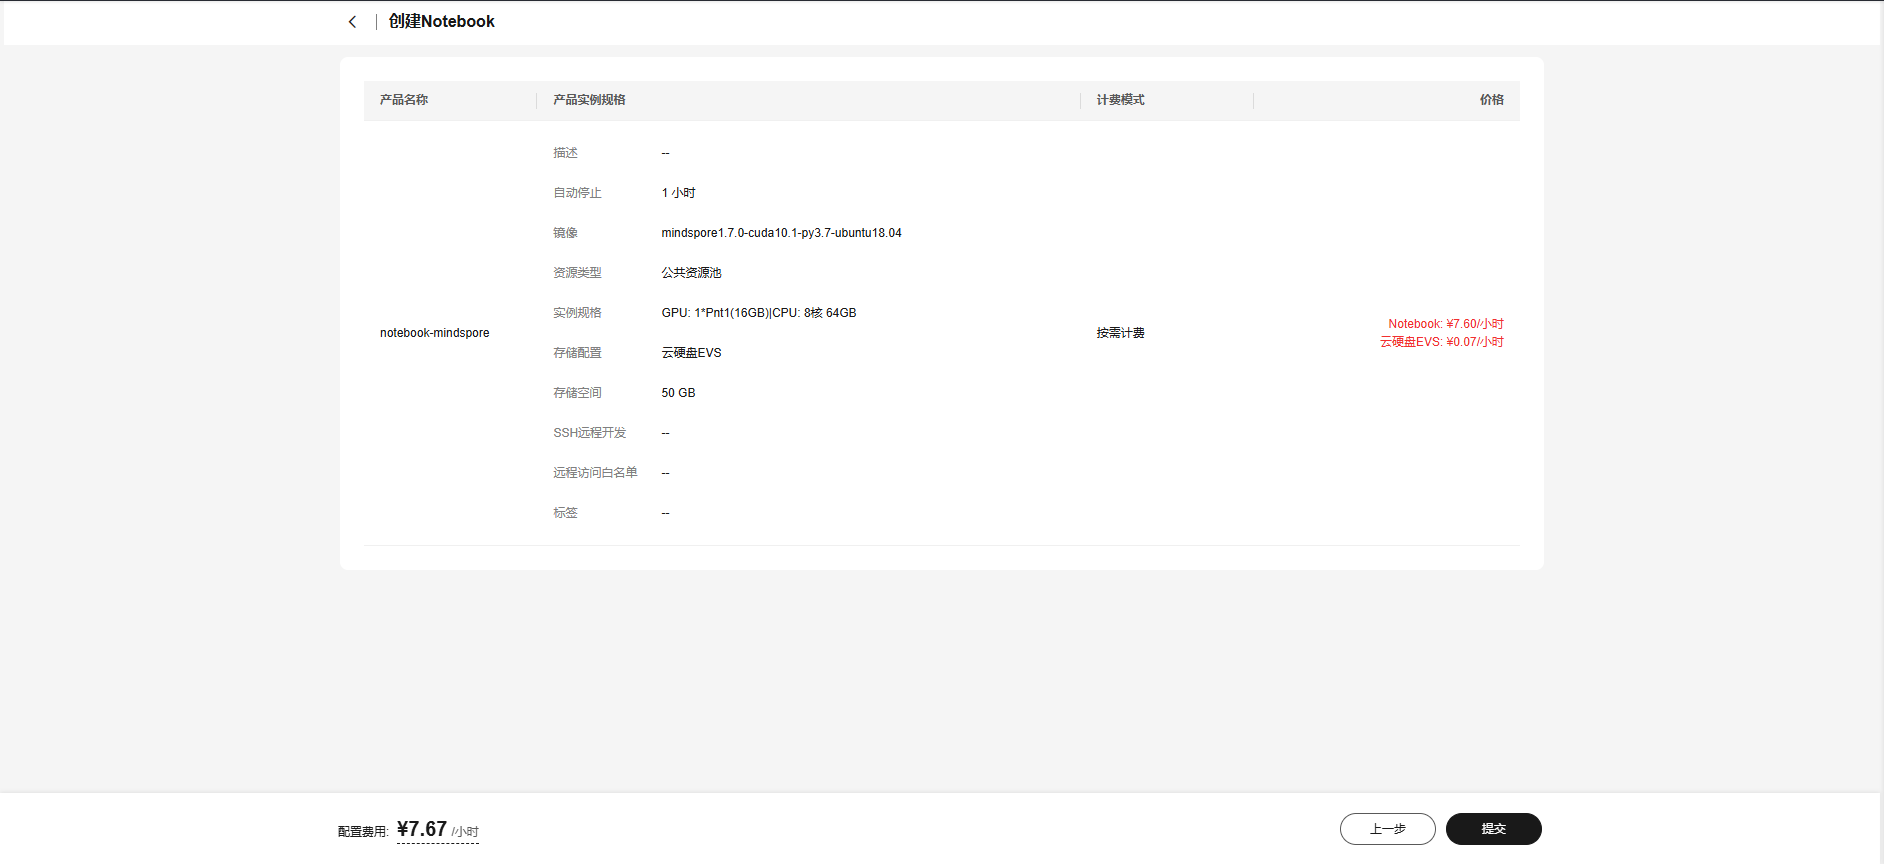 创建Notebook
产品名称 产品实例规格 计费模式 价格
描述 --
自动停止 1 小时
镜像 mindspore1.7.0-cuda10.1-py3.7-ubuntu18.04
资源类型 公共资源池
实例规格 GPU: 1*Pnt1(16GB)|CPU: 8核 64GB
notebook-mindspore 按需计费
Notebook: ¥7.60/小时
云硬盘EVS: ¥0.07/小时
存储配置 云硬盘EVS
存储空间 50 GB
SSH远程开发 --
远程访问白名单 --
标签 --
配置费用: ¥7.67 /小时 上一步 提交